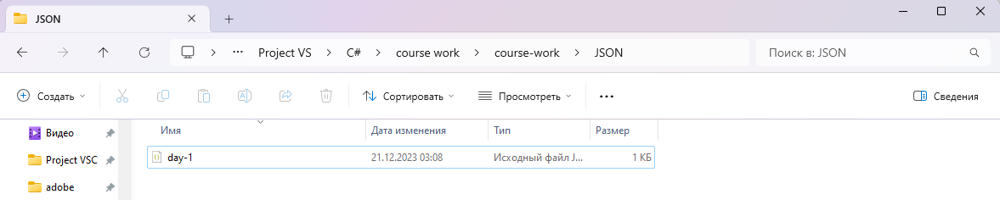 JSON
Project VS > C# > course work > course-work > JSON
Поиск в: JSON
Создать
Сортировать
Просмотреть
Сведения
Видео
Project VSC
adobe
Имя
Дата изменения
Тип
Размер
day-1
21.12.2023 03:08
Исходный файл J...
1 КБ